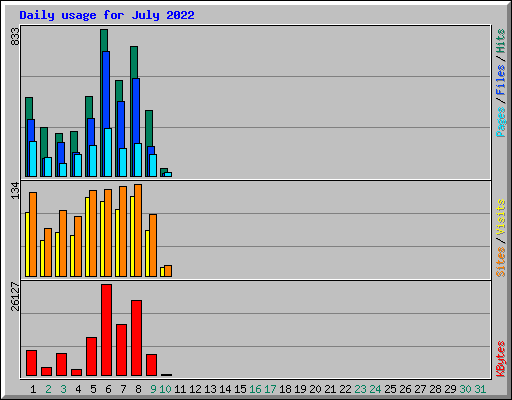 Daily usage for July 2022
833
134
26127
Pages / Files / Hits
Sites / Visits
KBytes
1 2 3 4 5 6 7 8 9 10 11 12 13 14 15 16 17 18 19 20 21 22 23 24 25 26 27 28 29 30 31